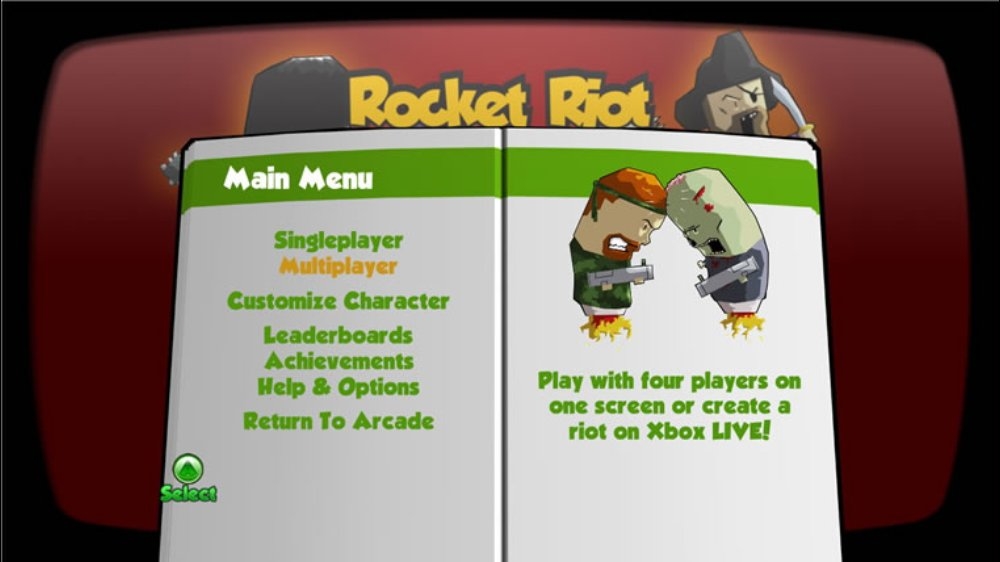 Rocket Riot
Main Menu
Singleplayer
Multiplayer
Customize Character
Leaderboards
Achievements
Help & Options
Return To Arcade
Select
Play with four players on
one screen or create a
riot on Xbox LIVE!